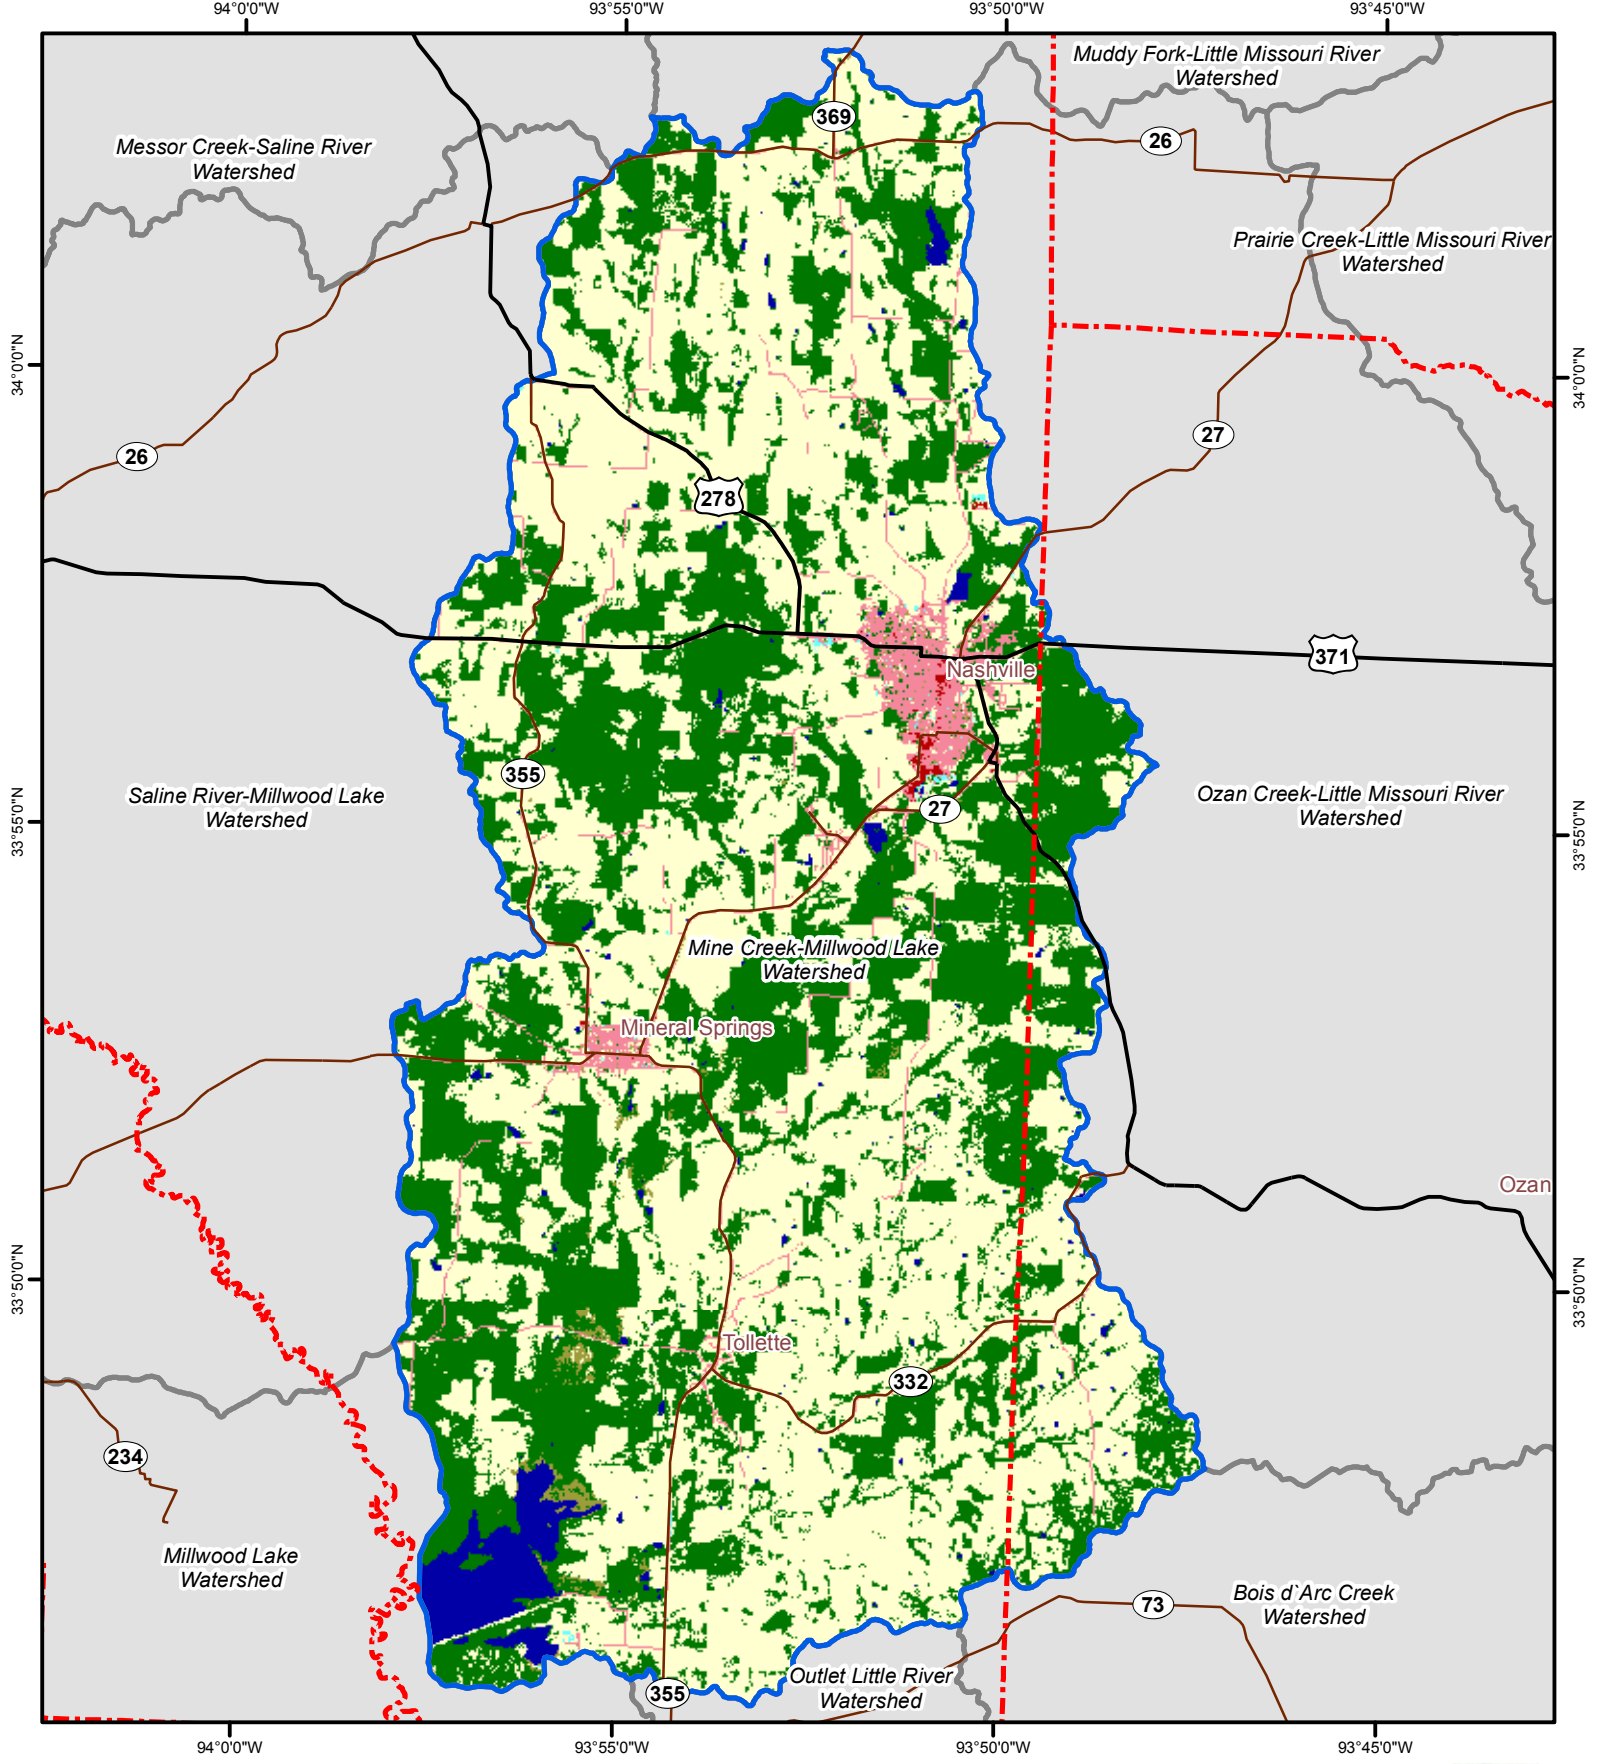 94°0'0"W
93°55'0"W
93°50'0"W
93°45'0"W
Muddy Fork-Little Missouri River
Watershed
369
26
Messor Creek-Saline River
Watershed
Prairie Creek-Little Missouri River
Watershed
34°0'0"N
34°0'0"N
27
26
278
371
Nashville
355
Saline River-Millwood Lake
Watershed
Ozan Creek-Little Missouri River
Watershed
27
33°55'0"N
33°55'0"N
Mine Creek-Millwood Lake
Watershed
Mineral Springs
Ozan
33°50'0"N
33°50'0"N
Tollette
332
234
Millwood Lake
Watershed
Bois d`Arc Creek
Watershed
73
Outlet Little River
Watershed
355
94°0'0"W
93°55'0"W
93°50'0"W
93°45'0"W